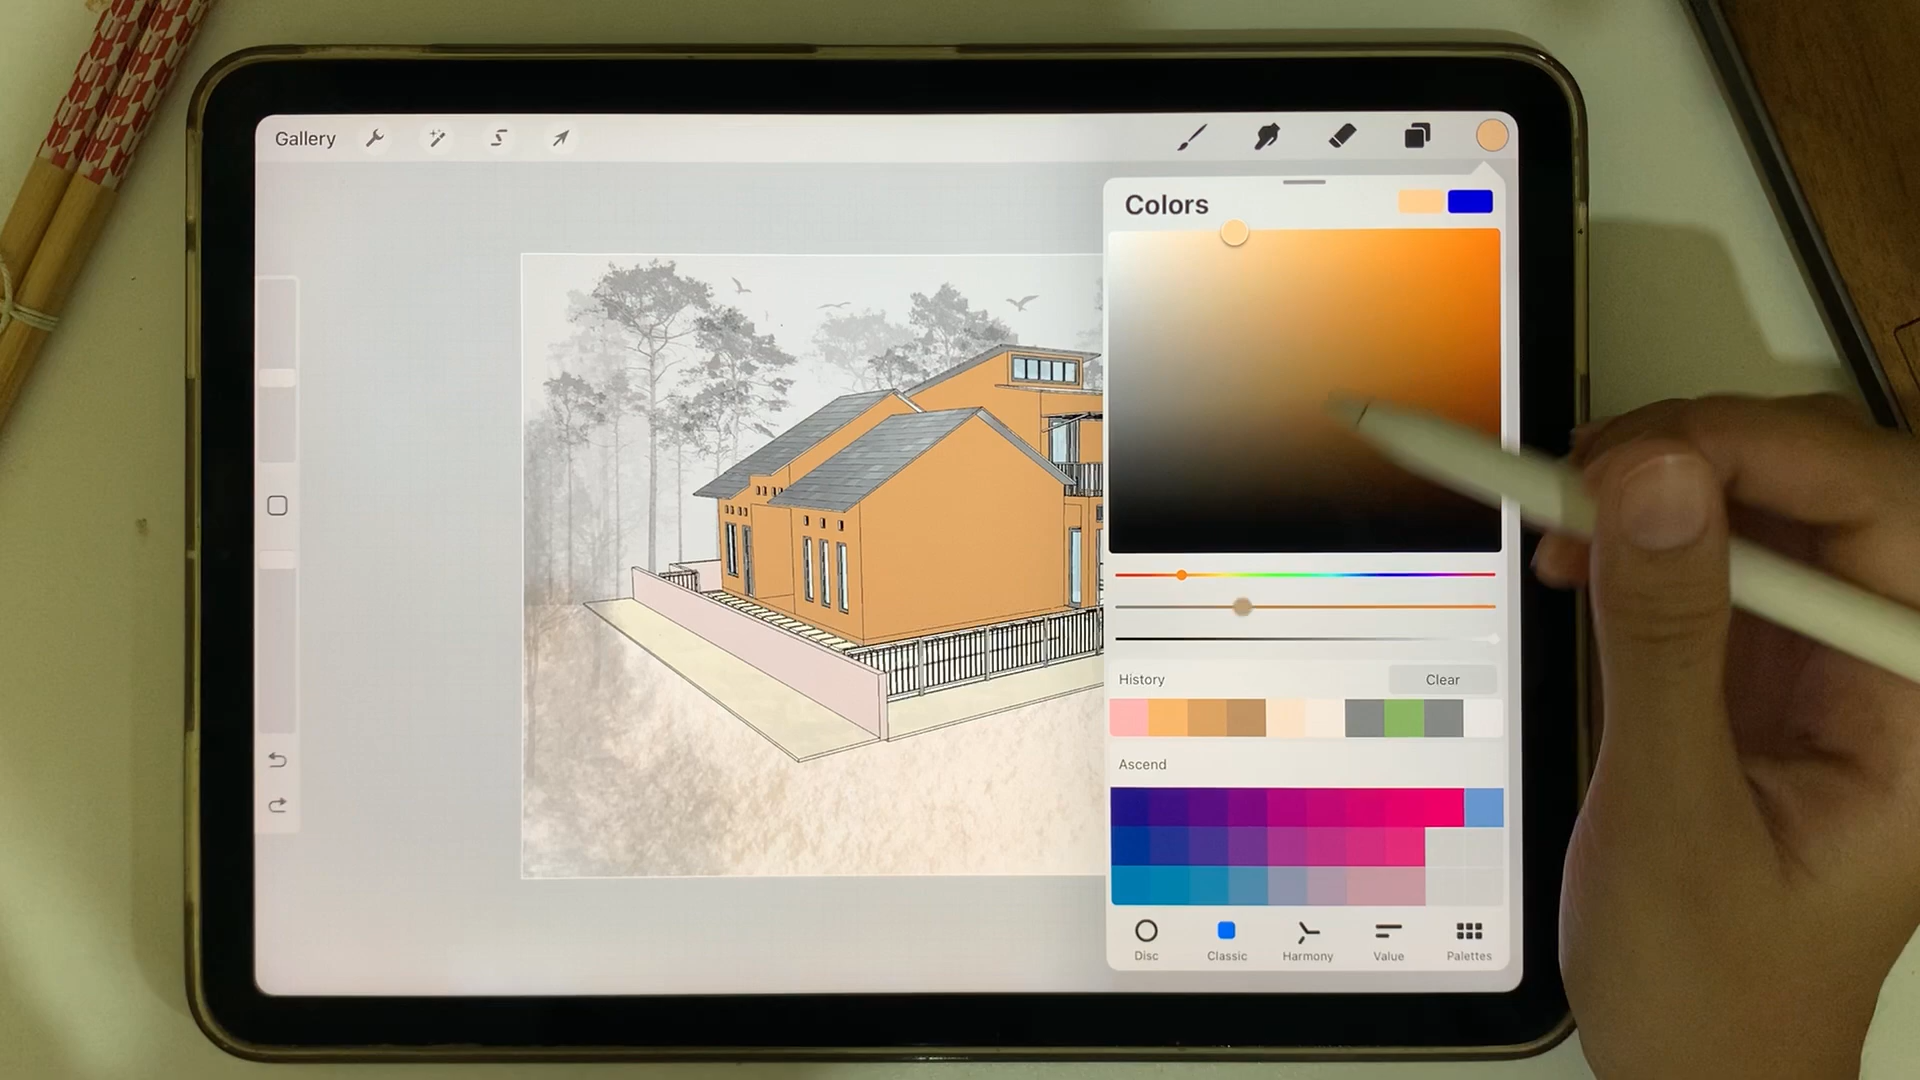 Gallery
Colors
History
Clear
Ascend
Disc
Classic
Harmony
Value
Palettes